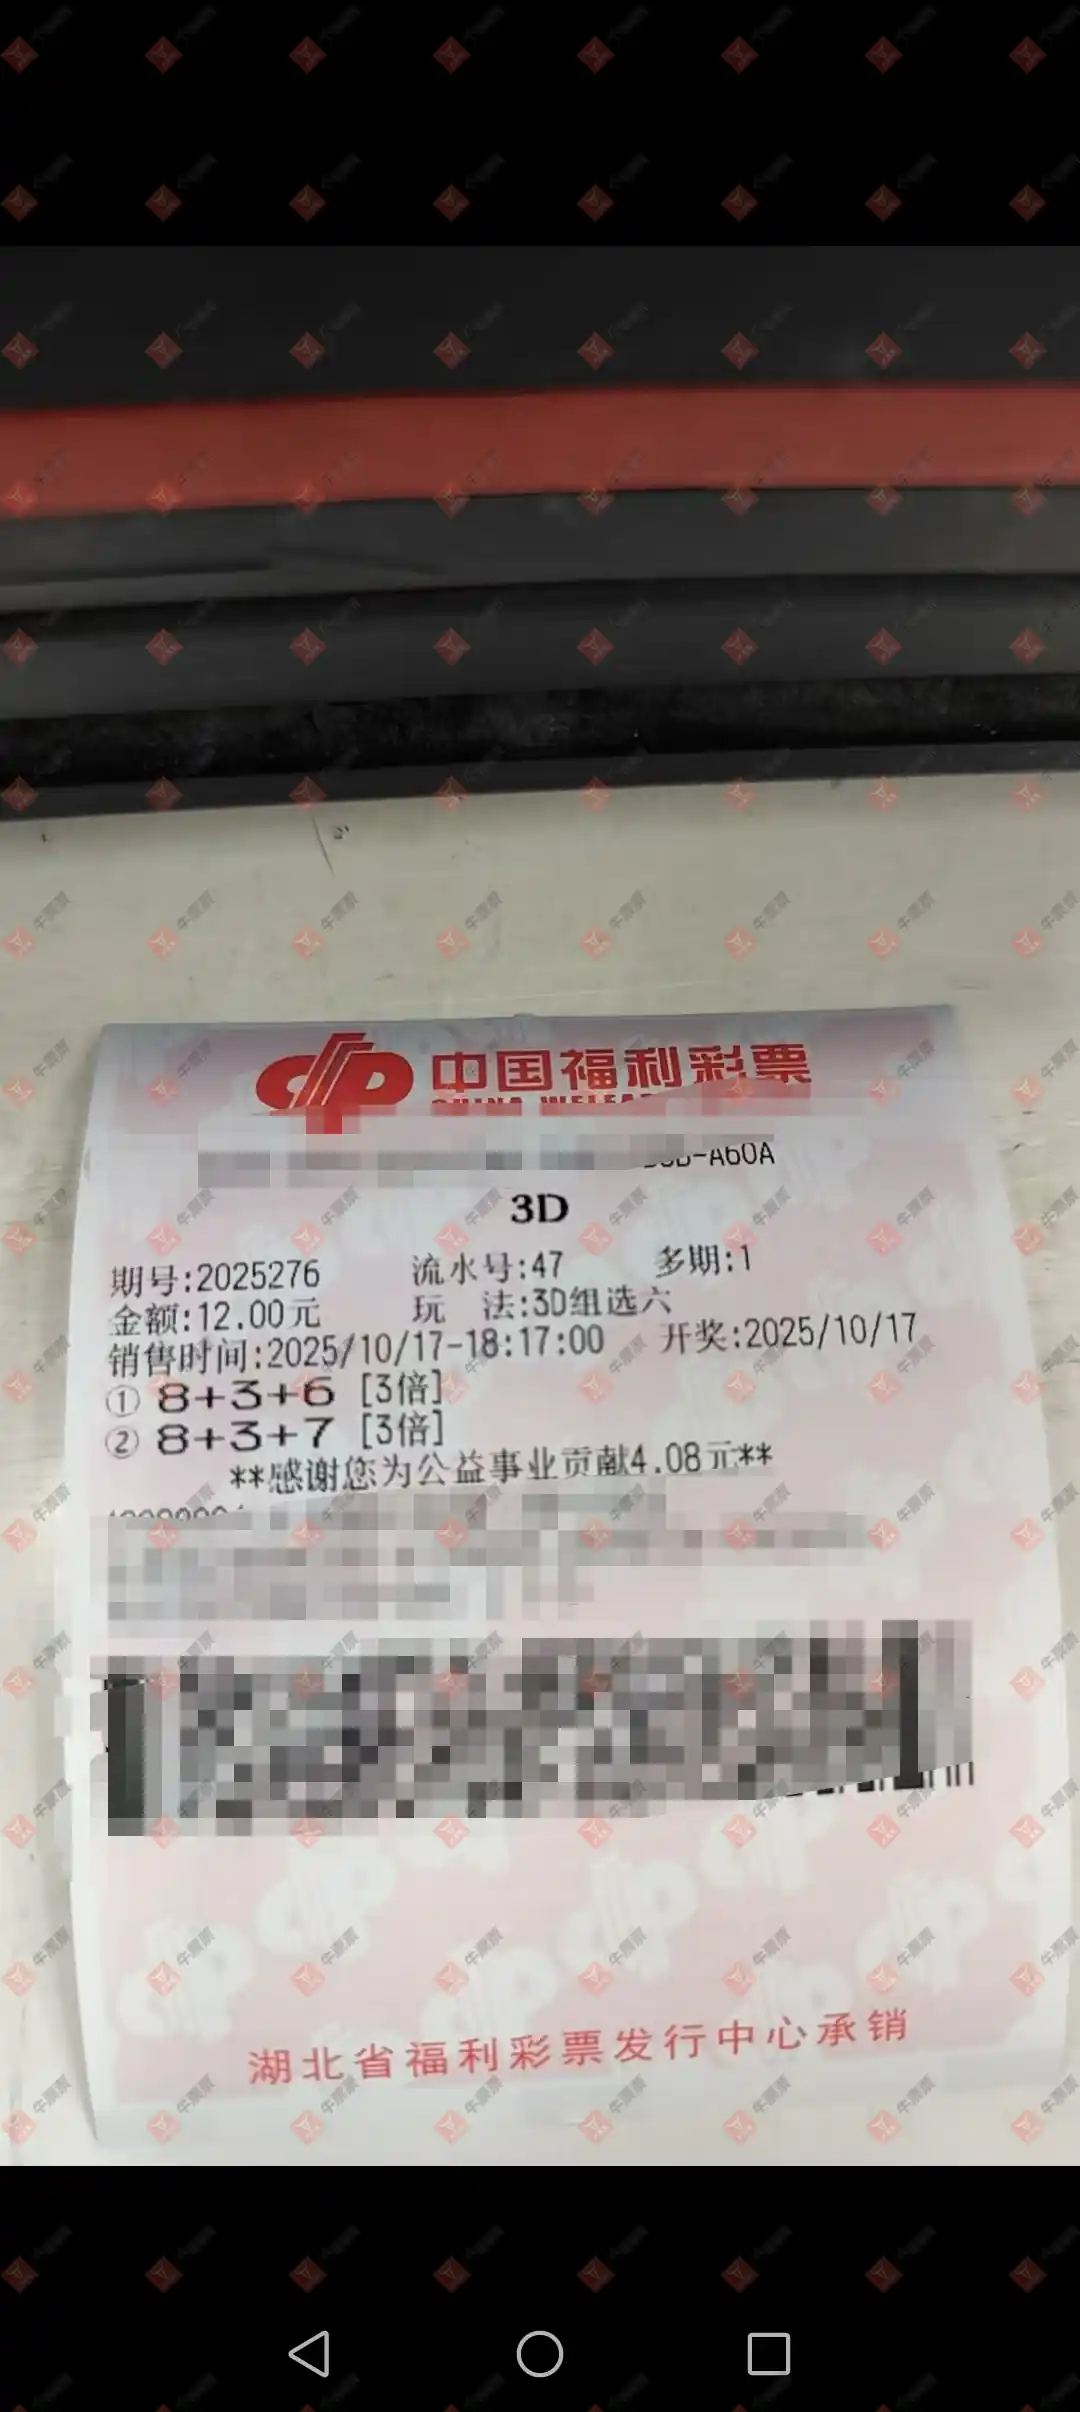 中国福利彩票
-A60A
3D
期号:2025276 流水号:47 多期:1
金额:12.00元 玩 法:3D组选六
销售时间:2025/10/17-18:17:00 开奖:2025/10/17
① 8+3+6 [3倍]
② 8+3+7 [3倍]
**感谢您为公益事业贡献4.08元**
湖北省福利彩票发行中心承销
牛票票